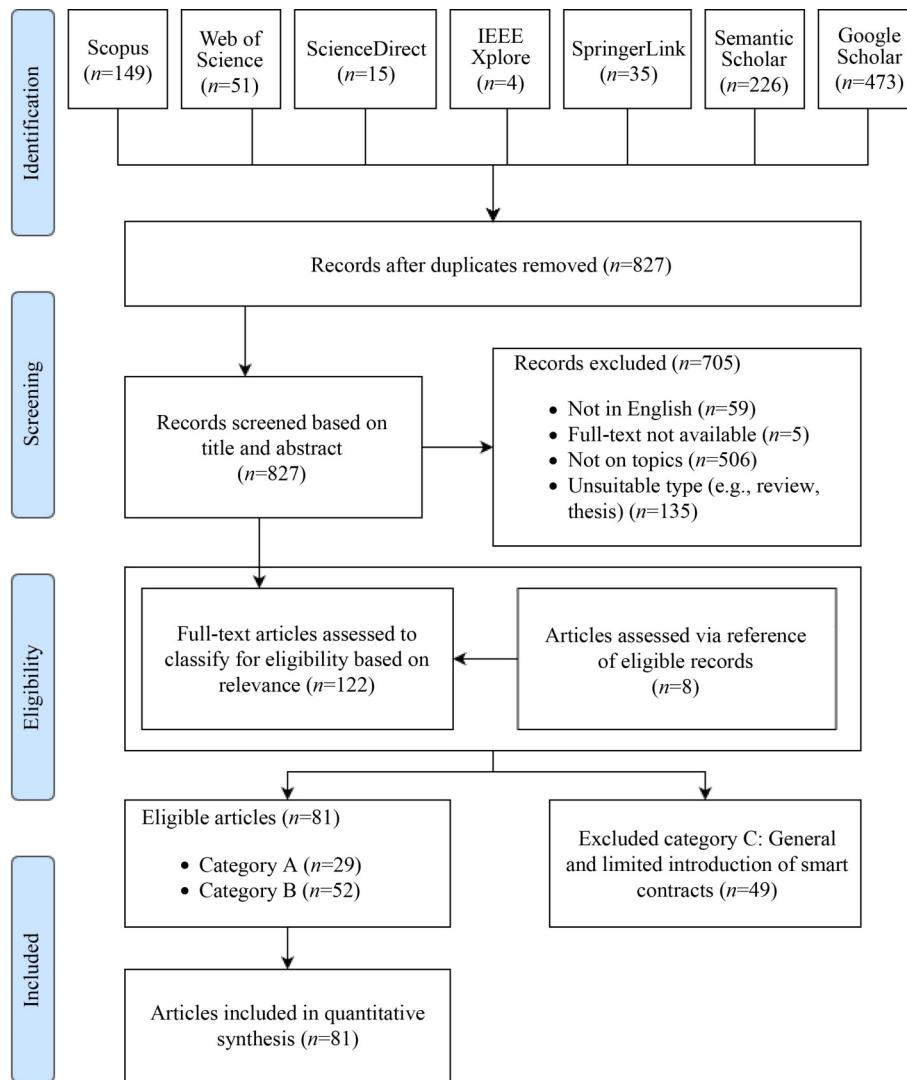 Identification
Scopus
(n=149)
Web of
Science
(n=51)
ScienceDirect
(n=15)
IEEE
Xplore
(n=4)
SpringerLink
(n=35)
Semantic
Scholar
(n=226)
Google
Scholar
(n=473)
Records after duplicates removed (n=827)
Screening
Records screened based on
title and abstract
(n=827)
Records excluded (n=705)
• Not in English (n=59)
• Full-text not available (n=5)
• Not on topics (n=506)
• Unsuitable type (e.g., review,
thesis) (n=135)
Eligibility
Full-text articles assessed to
classify for eligibility based on
relevance (n=122)
Articles assessed via reference
of eligible records
(n=8)
Eligible articles (n=81)
• Category A (n=29)
• Category B (n=52)
Excluded category C: General
and limited introduction of smart
contracts (n=49)
Included
Articles included in quantitative
synthesis (n=81)